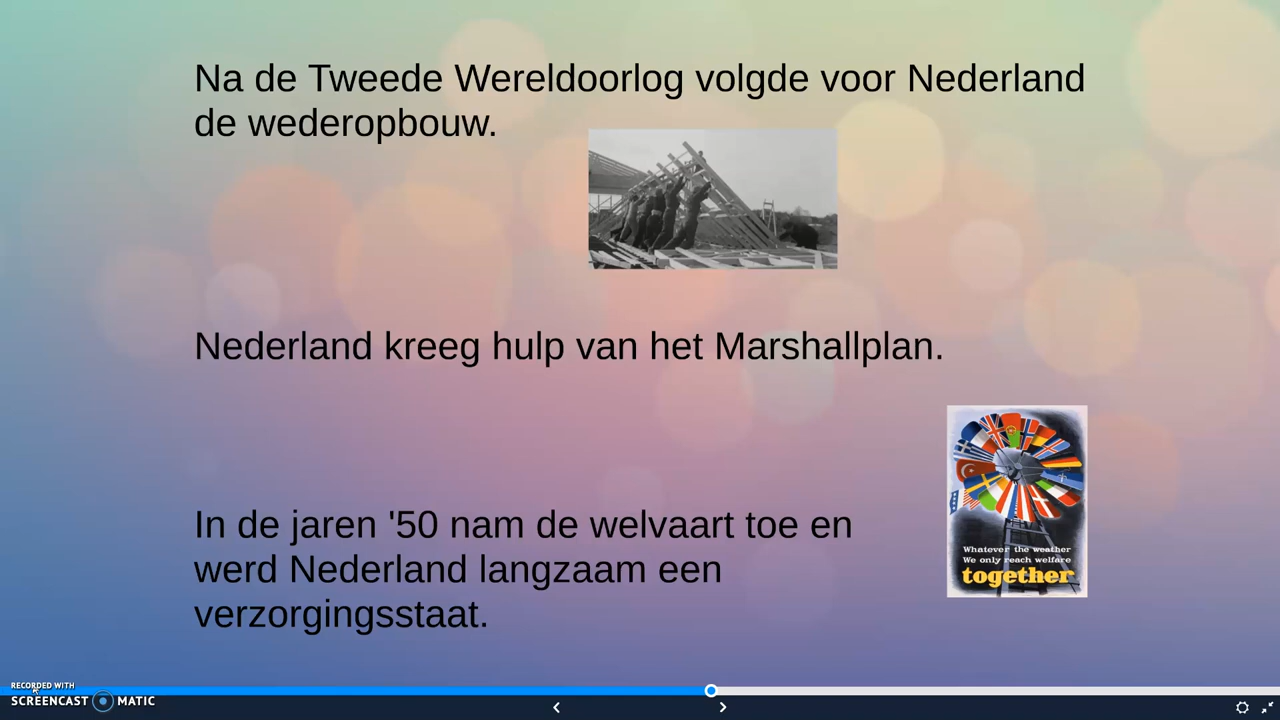 Na de Tweede Wereldoorlog volgde voor Nederland
de wederopbouw.
Nederland kreeg hulp van het Marshallplan.
In de jaren '50 nam de welvaart toe en
werd Nederland langzaam een
verzorgingsstaat.
Whatever the weather
We only reach welfare
together
RECORDED WITH
SCREENCAST MATIC